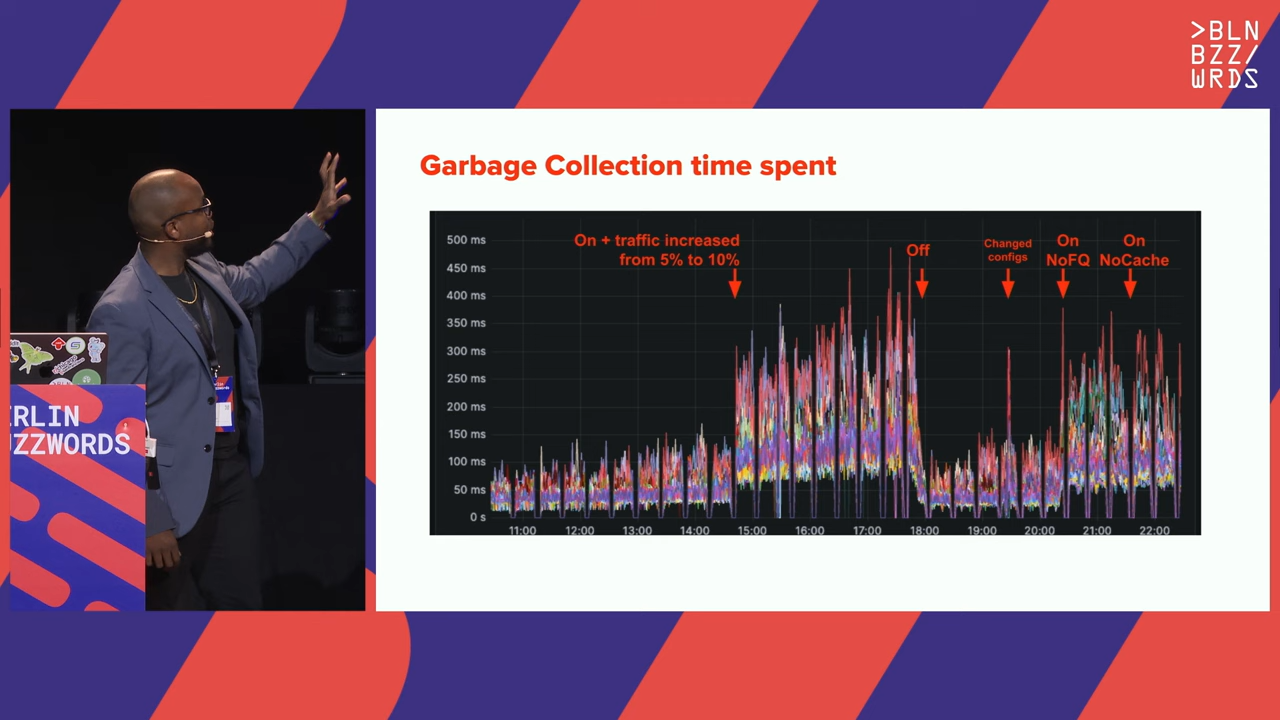 >BLN
BZZ/
WRDS
ERLIN
UZZWORDS
Garbage Collection time spent
500 ms
450 ms
400 ms
350 ms
300 ms
250 ms
200 ms
150 ms
100 ms
50 ms
0 s
On + traffic increased
from 5% to 10%
Off
Changed
configs
On
NoFQ
On
NoCache
11:00
12:00
13:00
14:00
15:00
16:00
17:00
18:00
19:00
20:00
21:00
22:00